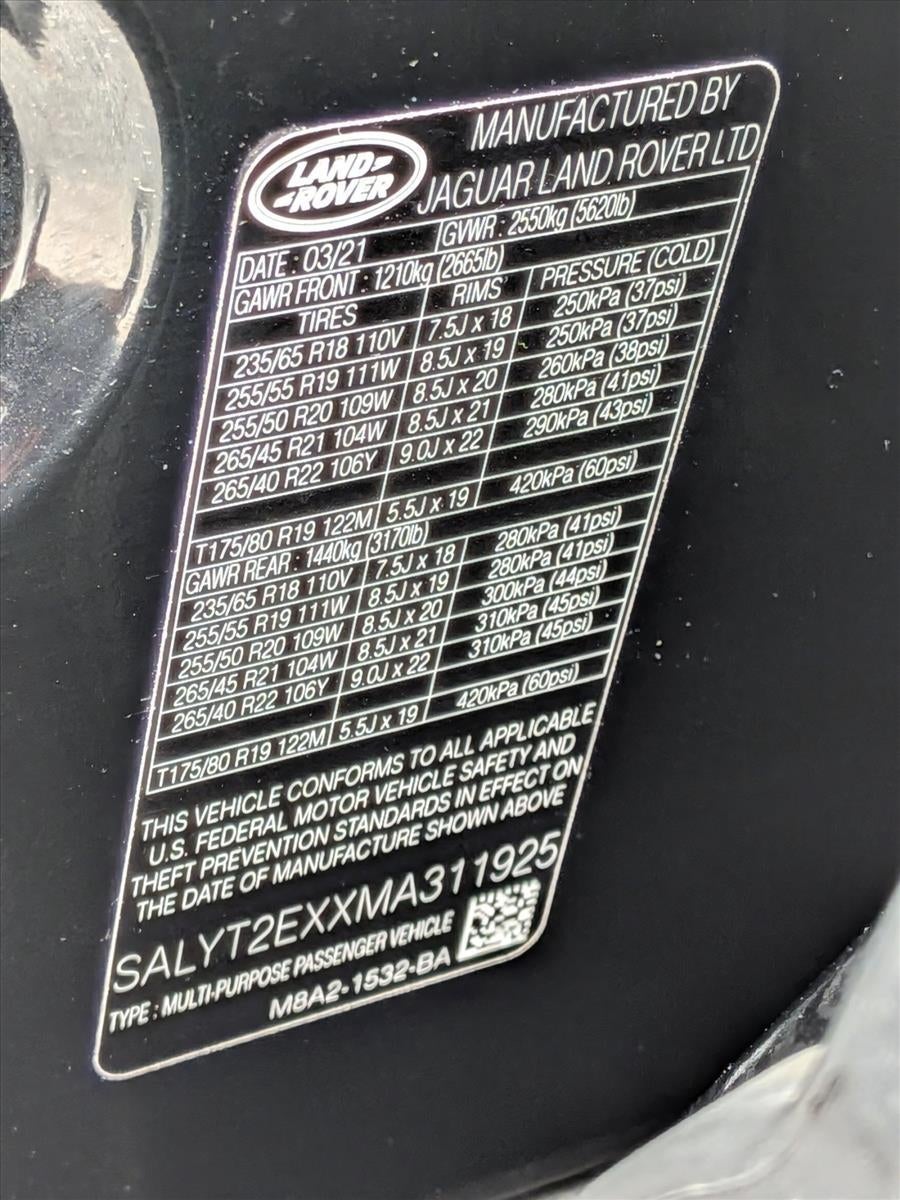 LAND-
-ROVER
MANUFACTURED BY
JAGUAR LAND ROVER LTD
DATE : 03/21 GVWR : 2550kg (5620lb)
GAWR FRONT : 1210kg (2665lb)
TIRES RIMS PRESSURE (COLD)
235/65 R18 110V 7.5J x 18 250kPa (37psi)
255/55 R19 111W 8.5J x 19 250kPa (37psi)
255/50 R20 109W 8.5J x 20 260kPa (38psi)
265/45 R21 104W 8.5J x 21 280kPa (41psi)
265/40 R22 106Y 9.0J x 22 290kPa (43psi)
T175/80 R19 122M 5.5J x 19 420kPa (60psi)
GAWR REAR : 1440kg (3170lb)
235/65 R18 110V 7.5J x 18 280kPa (41psi)
255/55 R19 111W 8.5J x 19 280kPa (41psi)
255/50 R20 109W 8.5J x 20 300kPa (44psi)
265/45 R21 104W 8.5J x 21 310kPa (45psi)
265/40 R22 106Y 9.0J x 22 310kPa (45psi)
T175/80 R19 122M 5.5J x 19 420kPa (60psi)
THIS VEHICLE CONFORMS TO ALL APPLICABLE
U.S. FEDERAL MOTOR VEHICLE SAFETY AND
THEFT PREVENTION STANDARDS IN EFFECT ON
THE DATE OF MANUFACTURE SHOWN ABOVE
SALYT2EXXMA311925
TYPE : MULTI-PURPOSE PASSENGER VEHICLE
M8A2-1532-BA